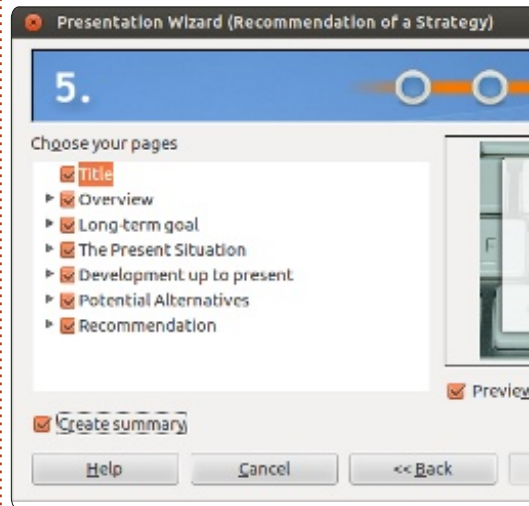 Presentation Wizard (Recommendation of a Strategy)
5.
Choose your pages
Title
Overview
Long-term goal
The Present Situation
Development up to present
Potential Alternatives
Recommendation
F
Preview
Create summary
Help
Cancel
<< Back